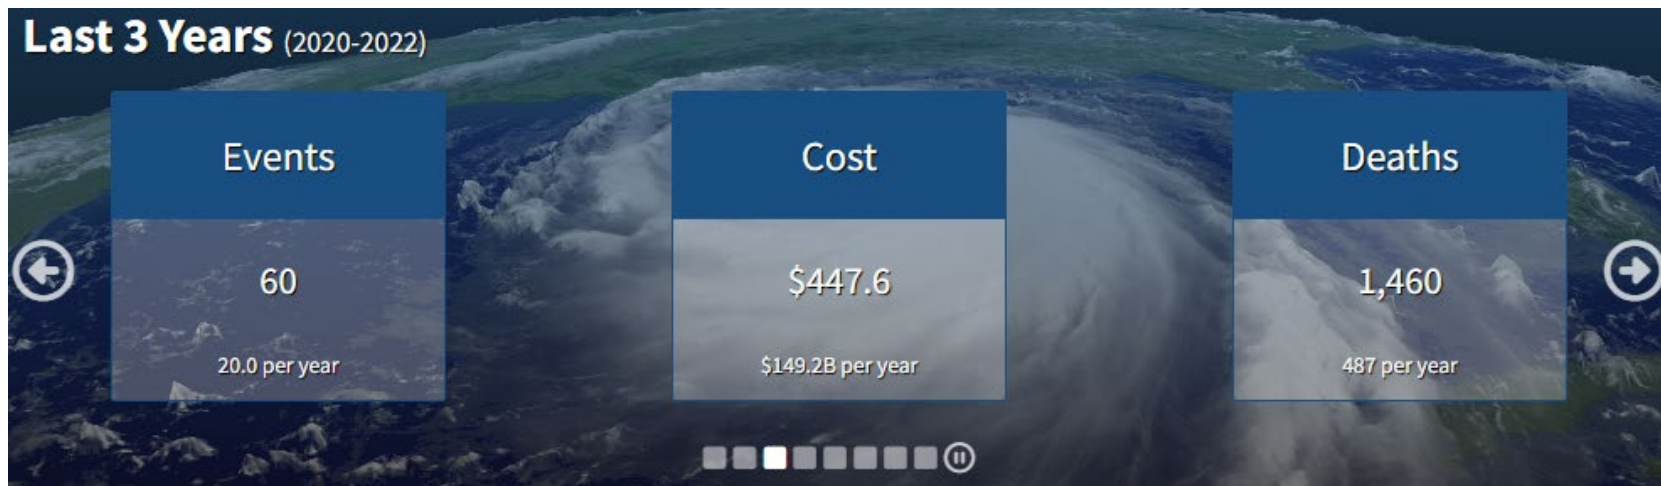 Last 3 Years (2020-2022)
Events
60
20.0 per year
Cost
$447.6
$149.2B per year
Deaths
1,460
487 per year